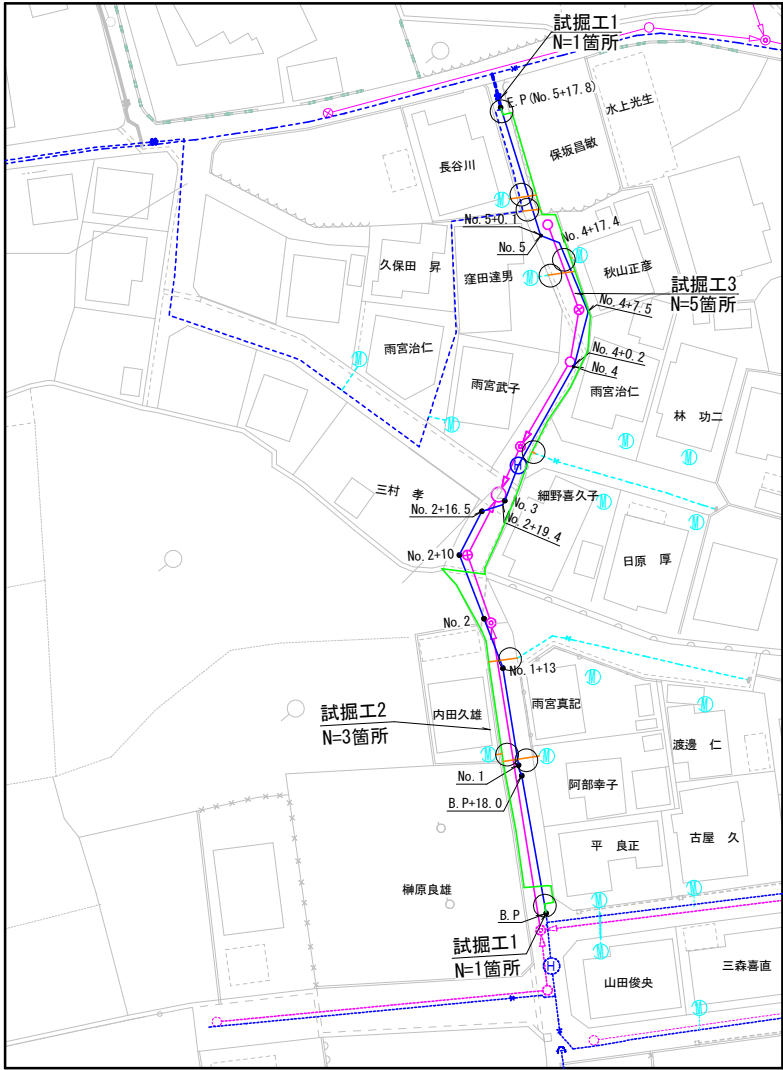 試掘工1
N=1箇所
E.P(No.5+17.8)
水上光生
保坂昌敏
長谷川
No.5+0.1
No.4+17.4
No.5
久保田 昇
窪田達男
秋山正彦
試掘工3
N=5箇所
No.4+7.5
雨宮治仁
No.4+0.2
No.4
雨宮武子
雨宮治仁
林 功二
H
三村 孝
細野喜久子
No.3
No.2+16.5
No.2+19.4
No.2+10
日原 厚
No.2
No.1+13
雨宮真記
内田久雄
試掘工2
N=3箇所
渡邊 仁
No.1
阿部幸子
B.P+18.0
平 良正
古屋 久
榊原良雄
B.P
試掘工1
N=1箇所
H
山田俊央
三森喜直